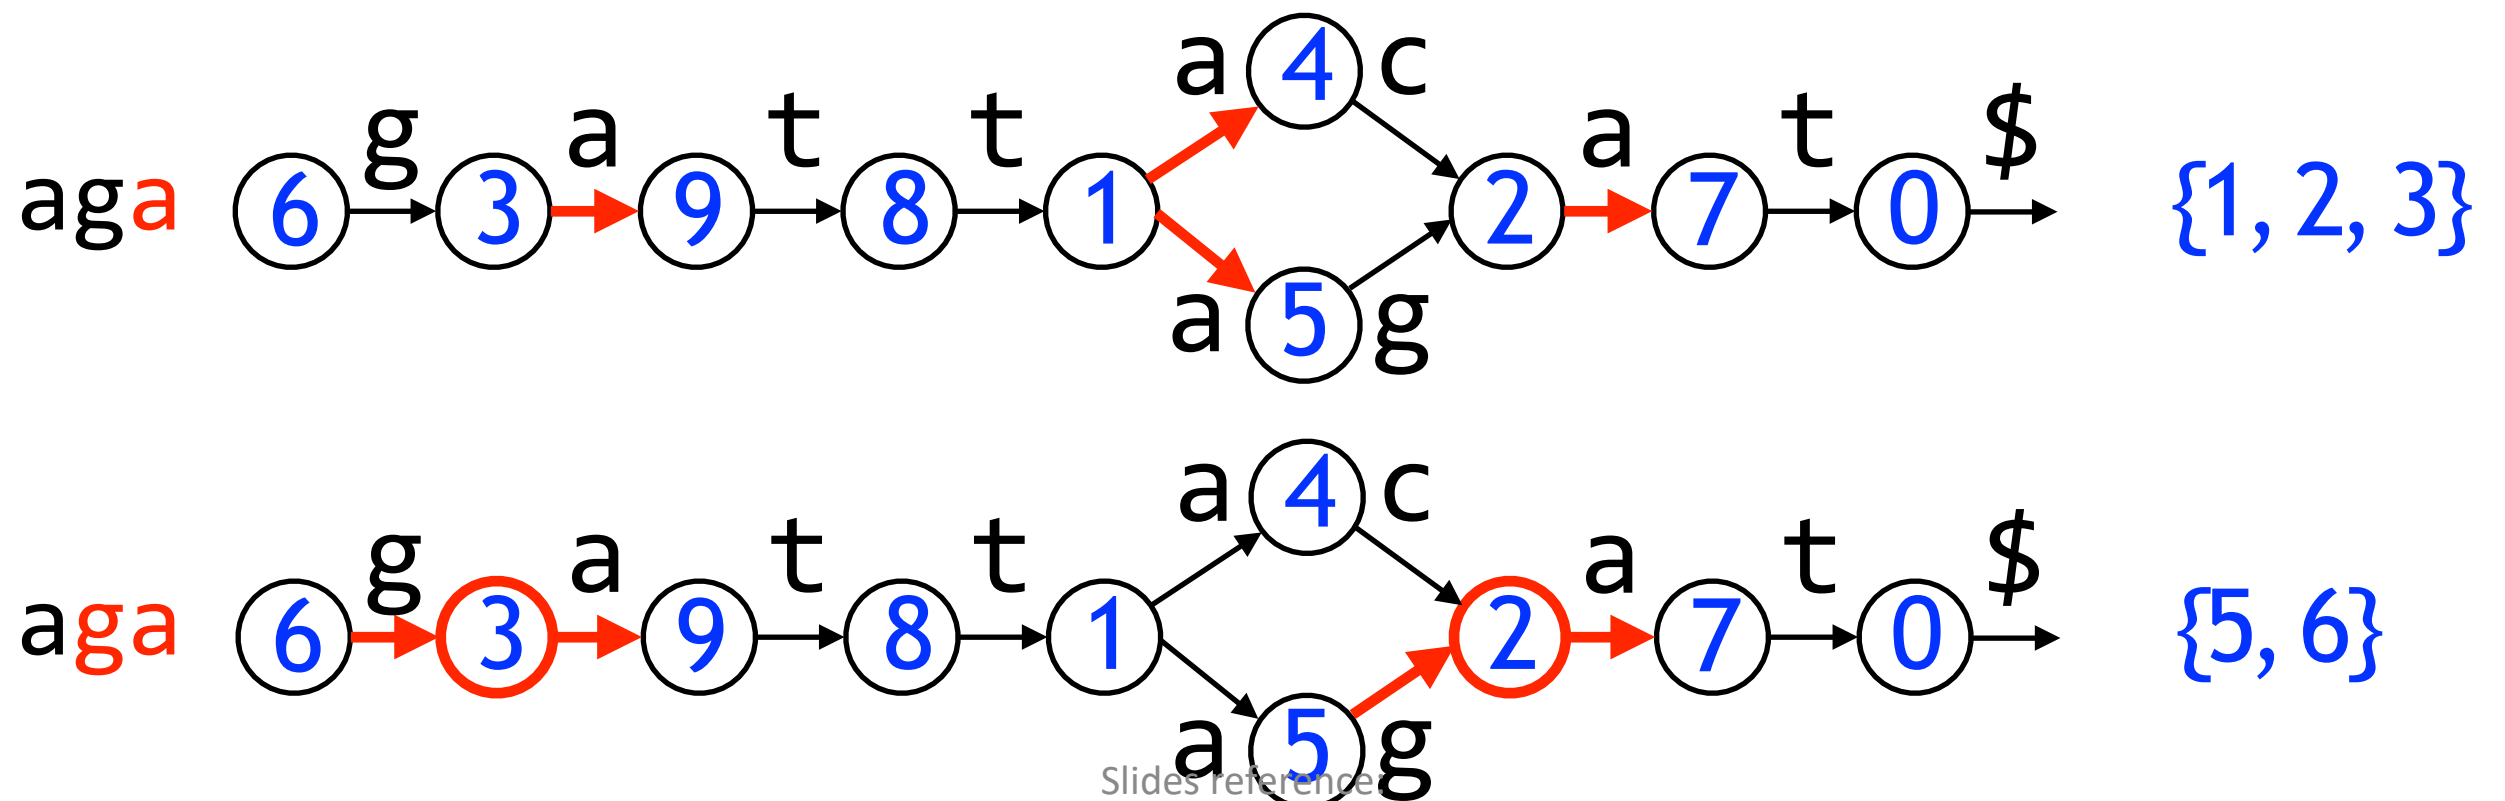 a c
g a t t a t $
aga 6 3 9 8 1 4 2 7 0 {1, 2, 3}
a 5 g
a 4 c
g a t t a t $
aga 6 3 9 8 1 2 7 0 {5, 6}
a 5 g
Slides reference: